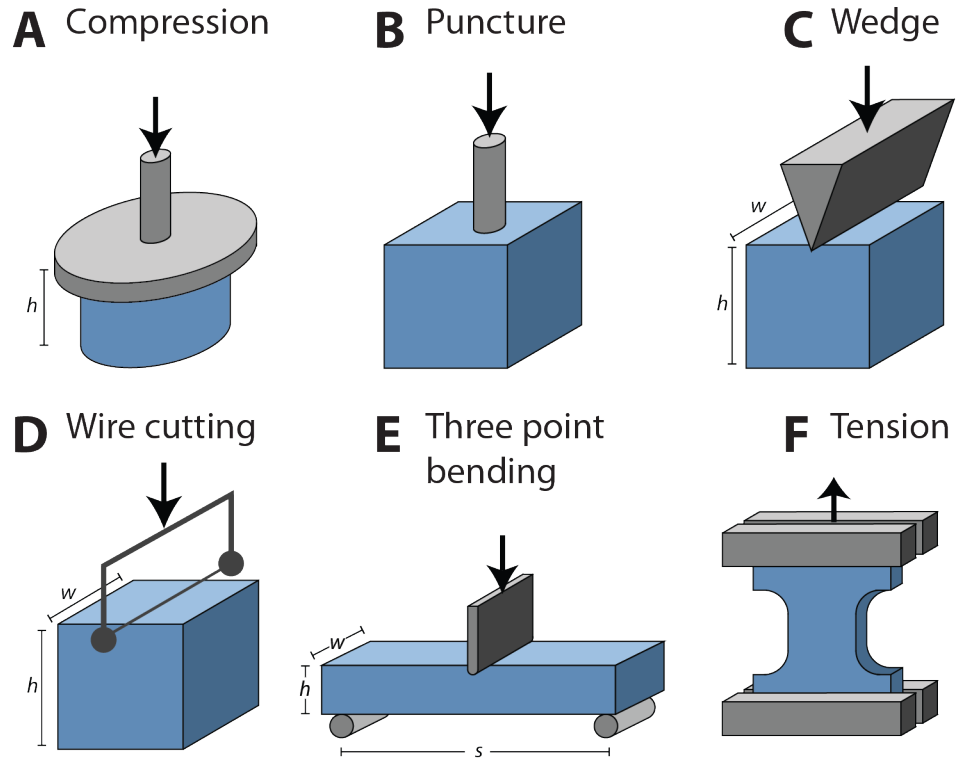 A Compression
B Puncture
C Wedge
h
w
h
D Wire cutting
E Three point
bending
F Tension
w
h
w
h
s